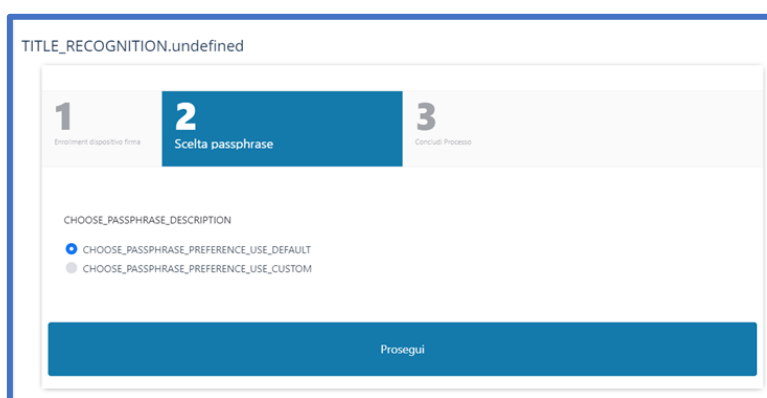 TITLE_RECOGNITION.undefined
1
Enrollment dispositivo firma
2
Scelta passphrase
3
Concludi Processo
CHOOSE_PASSPHRASE_DESCRIPTION
CHOOSE_PASSPHRASE_PREFERENCE_USE_DEFAULT
CHOOSE_PASSPHRASE_PREFERENCE_USE_CUSTOM
Prosegui